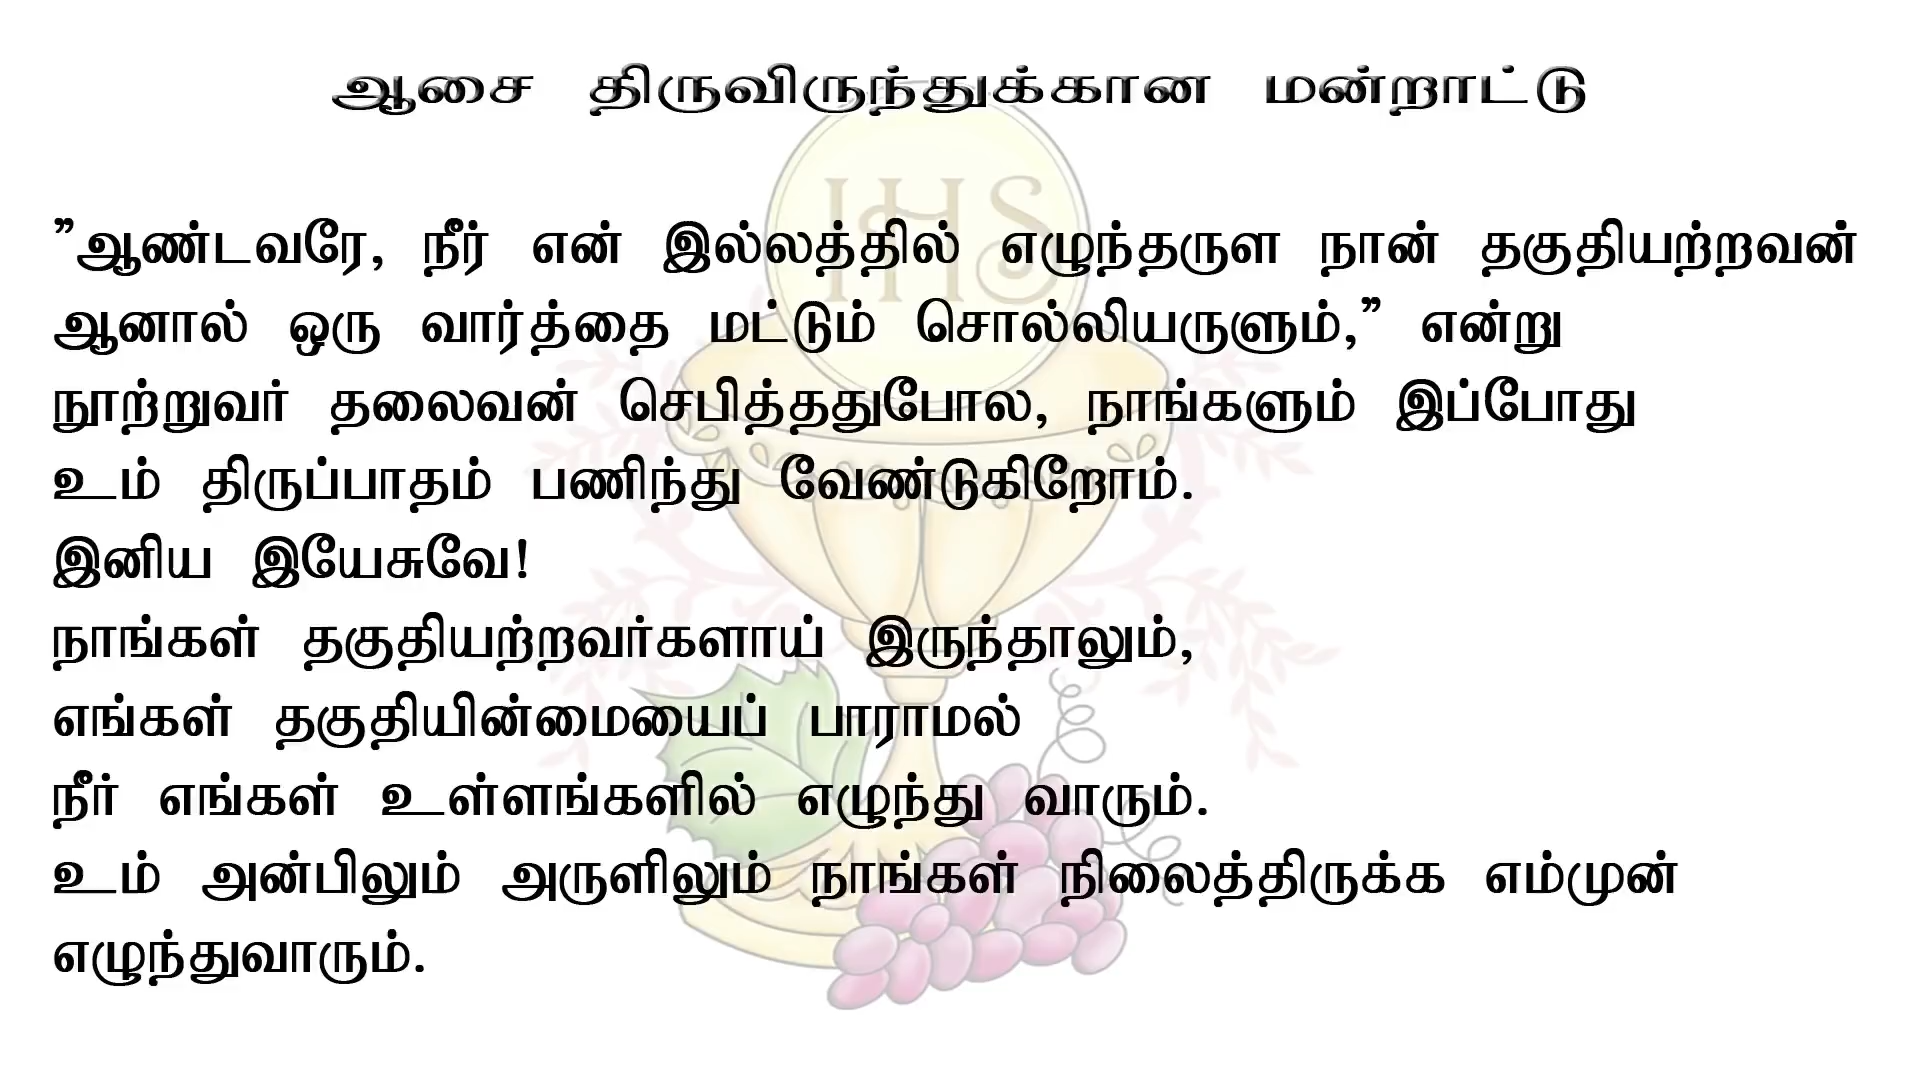 ஆசை திருவிருந்துக்கான மன்றாட்டு
IHS
”ஆண்டவரே, நீர் என் இல்லத்தில் எழுந்தருள நான் தகுதியற்றவன்
ஆனால் ஒரு வார்த்தை மட்டும் சொல்லியருளும்,” என்று
நூற்றுவர் தலைவன் செபித்ததுபோல, நாங்களும் இப்போது
உம் திருப்பாதம் பணிந்து வேண்டுகிறோம்.
இனிய இயேசுவே!
நாங்கள் தகுதியற்றவர்களாய் இருந்தாலும்,
எங்கள் தகுதியின்மையைப் பாராமல்
நீர் எங்கள் உள்ளங்களில் எழுந்து வாரும்.
உம் அன்பிலும் அருளிலும் நாங்கள் நிலைத்திருக்க எம்முன்
எழுந்துவாரும்.